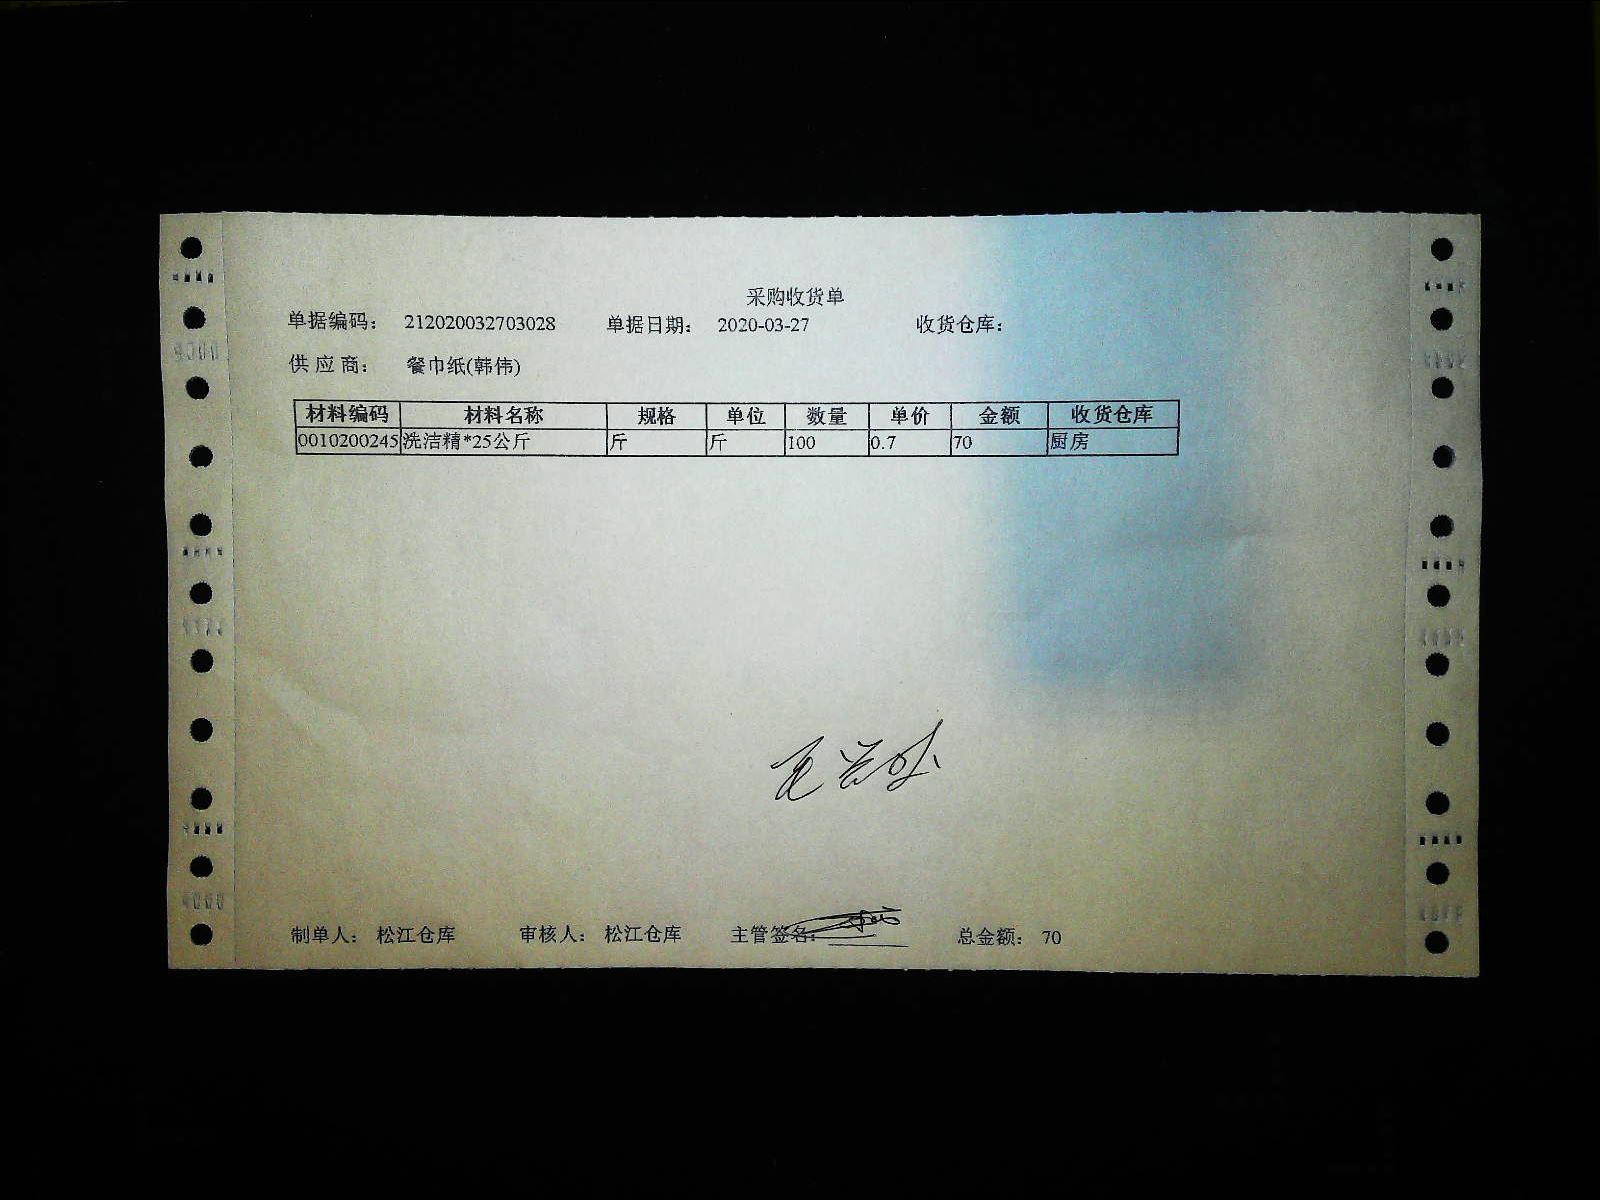 采购收货单
单据编码： 212020032703028 单据日期： 2020-03-27 收货仓库：
供 应 商： 餐巾纸(韩伟)
材料编码 材料名称 规格 单位 数量 单价 金额 收货仓库
0010200245 洗洁精*25公斤 斤 斤 100 0.7 70 厨房
制单人： 松江仓库 审核人： 松江仓库 主管签名： 总金额： 70